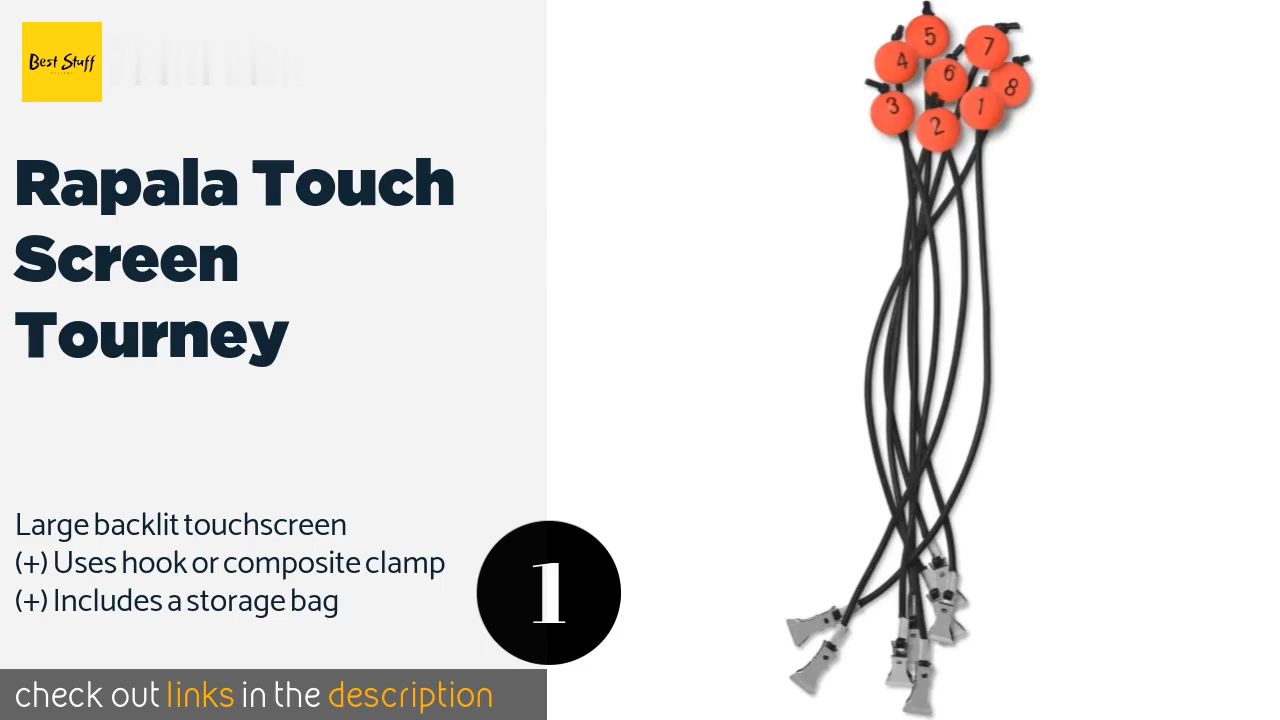 Best Stuff
Rapala Touch
Screen
Tourney
Large backlit touchscreen
(+) Uses hook or composite clamp
(+) Includes a storage bag
1
check out links in the description
5
7
4
6
8
3
1
2